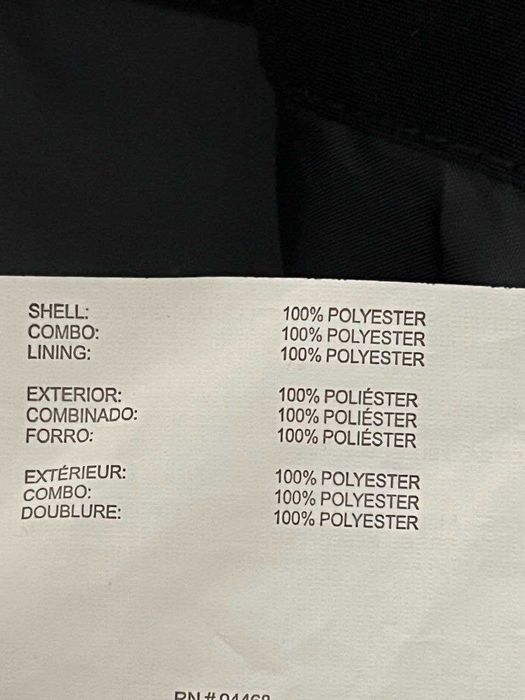 SHELL: 100% POLYESTER
COMBO: 100% POLYESTER
LINING: 100% POLYESTER
EXTERIOR: 100% POLIÉSTER
COMBINADO: 100% POLIÉSTER
FORRO: 100% POLIÉSTER
EXTÉRIEUR: 100% POLYESTER
COMBO: 100% POLYESTER
DOUBLURE: 100% POLYESTER